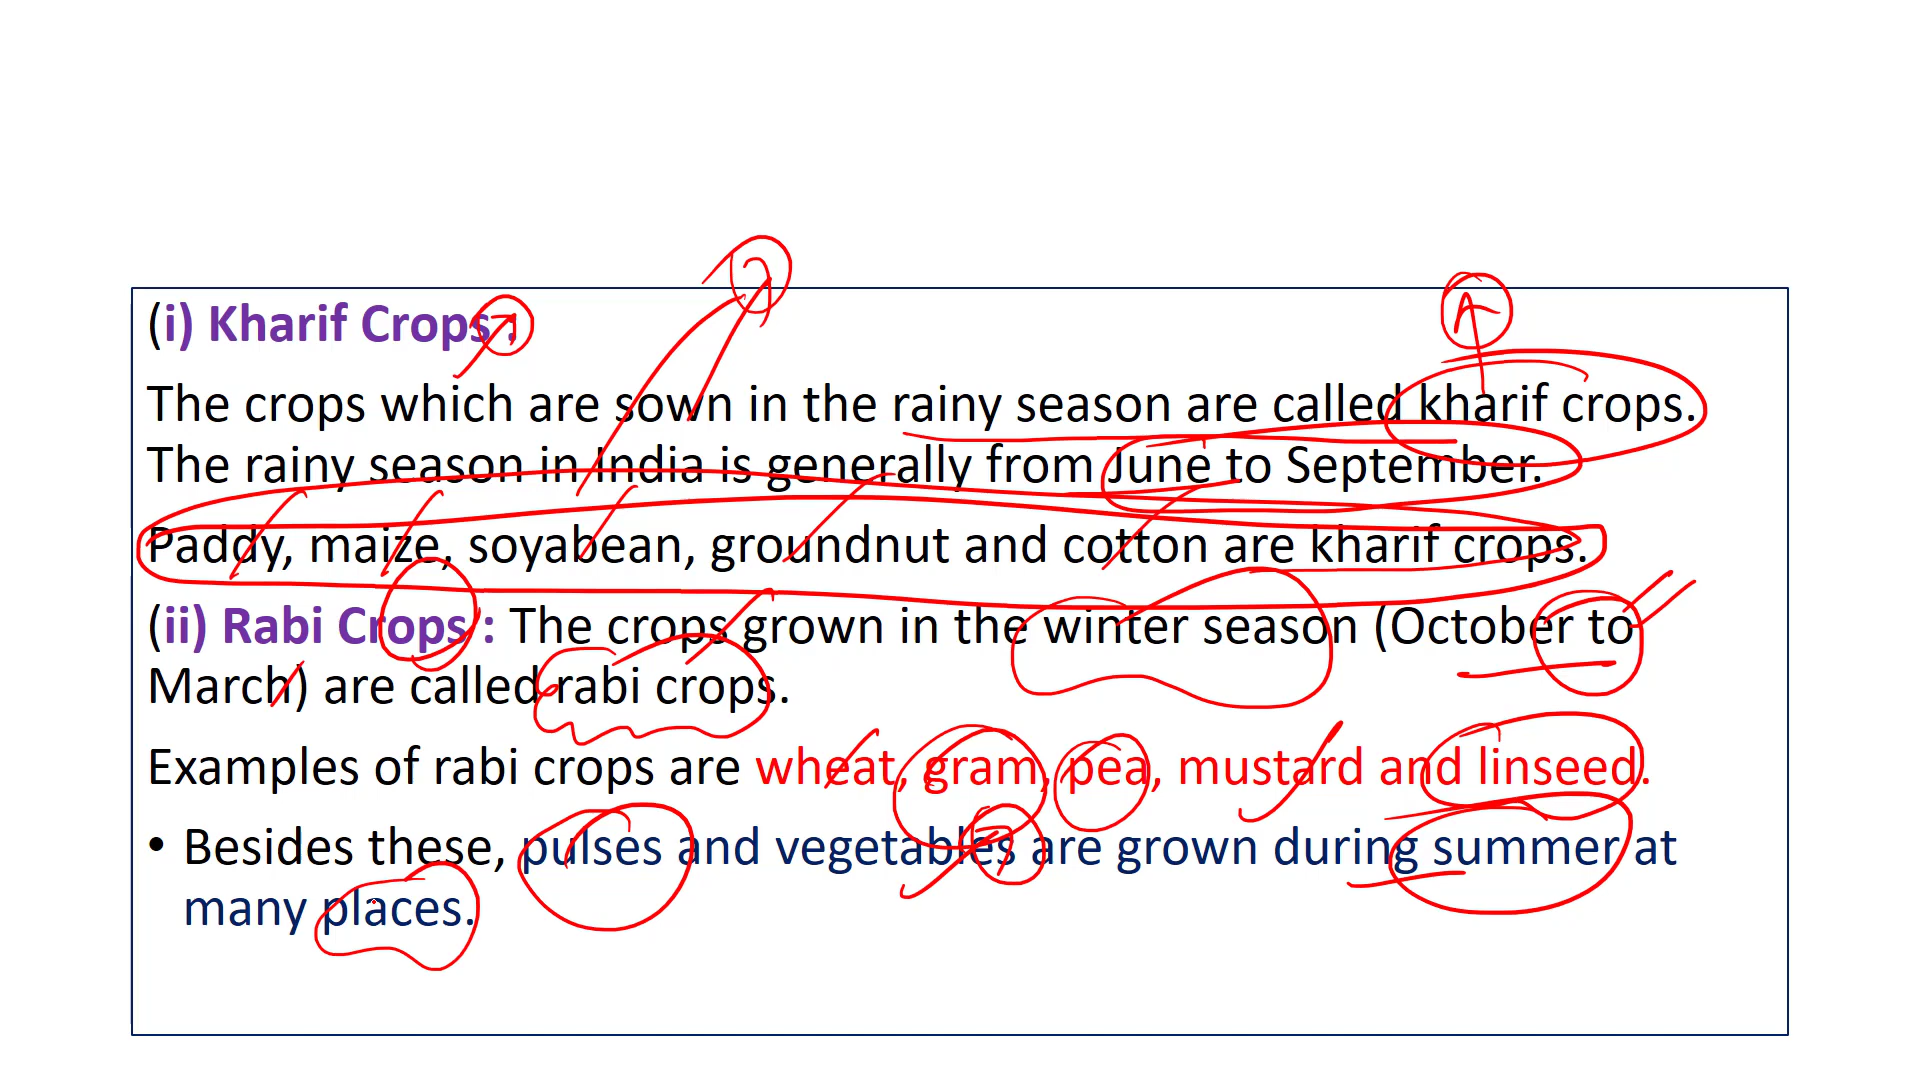 (i) Kharif Crops :
The crops which are sown in the rainy season are called kharif crops.
The rainy season in India is generally from June to September.
Paddy, maize, soyabean, groundnut and cotton are kharif crops.
(ii) Rabi Crops : The crops grown in the winter season (October to
March) are called rabi crops.
Examples of rabi crops are wheat, gram, pea, mustard and linseed.
• Besides these, pulses and vegetables are grown during summer at
many places.